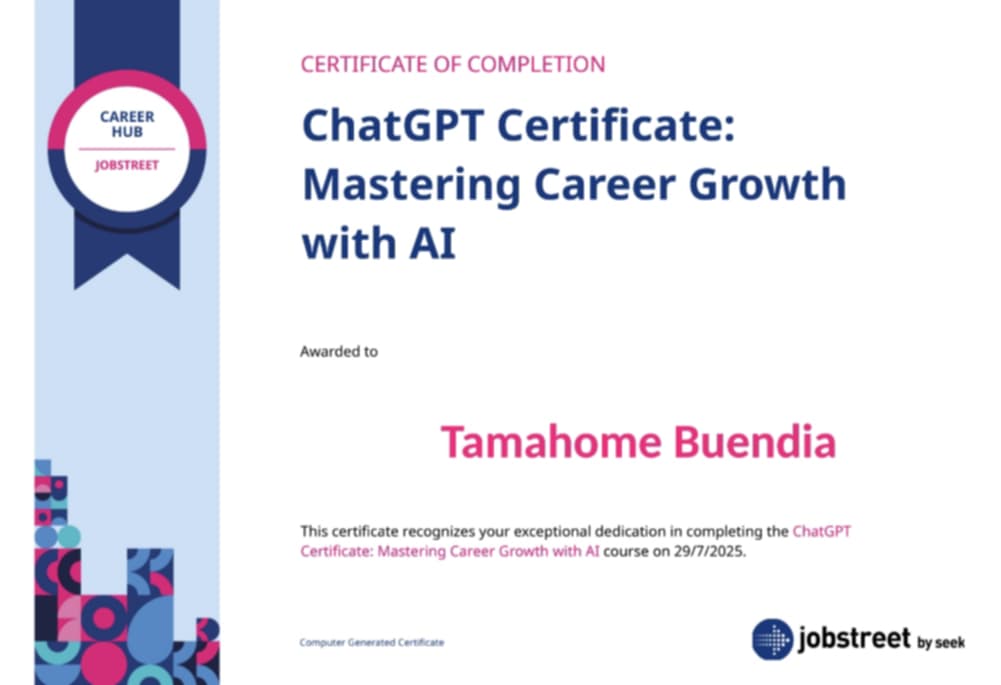 CAREER
HUB
JOBSTREET
CERTIFICATE OF COMPLETION
ChatGPT Certificate:
Mastering Career Growth
with AI
Awarded to
Tamahome Buendia
This certificate recognizes your exceptional dedication in completing the ChatGPT
Certificate: Mastering Career Growth with AI course on 29/7/2025.
Computer Generated Certificate
jobstreet by seek